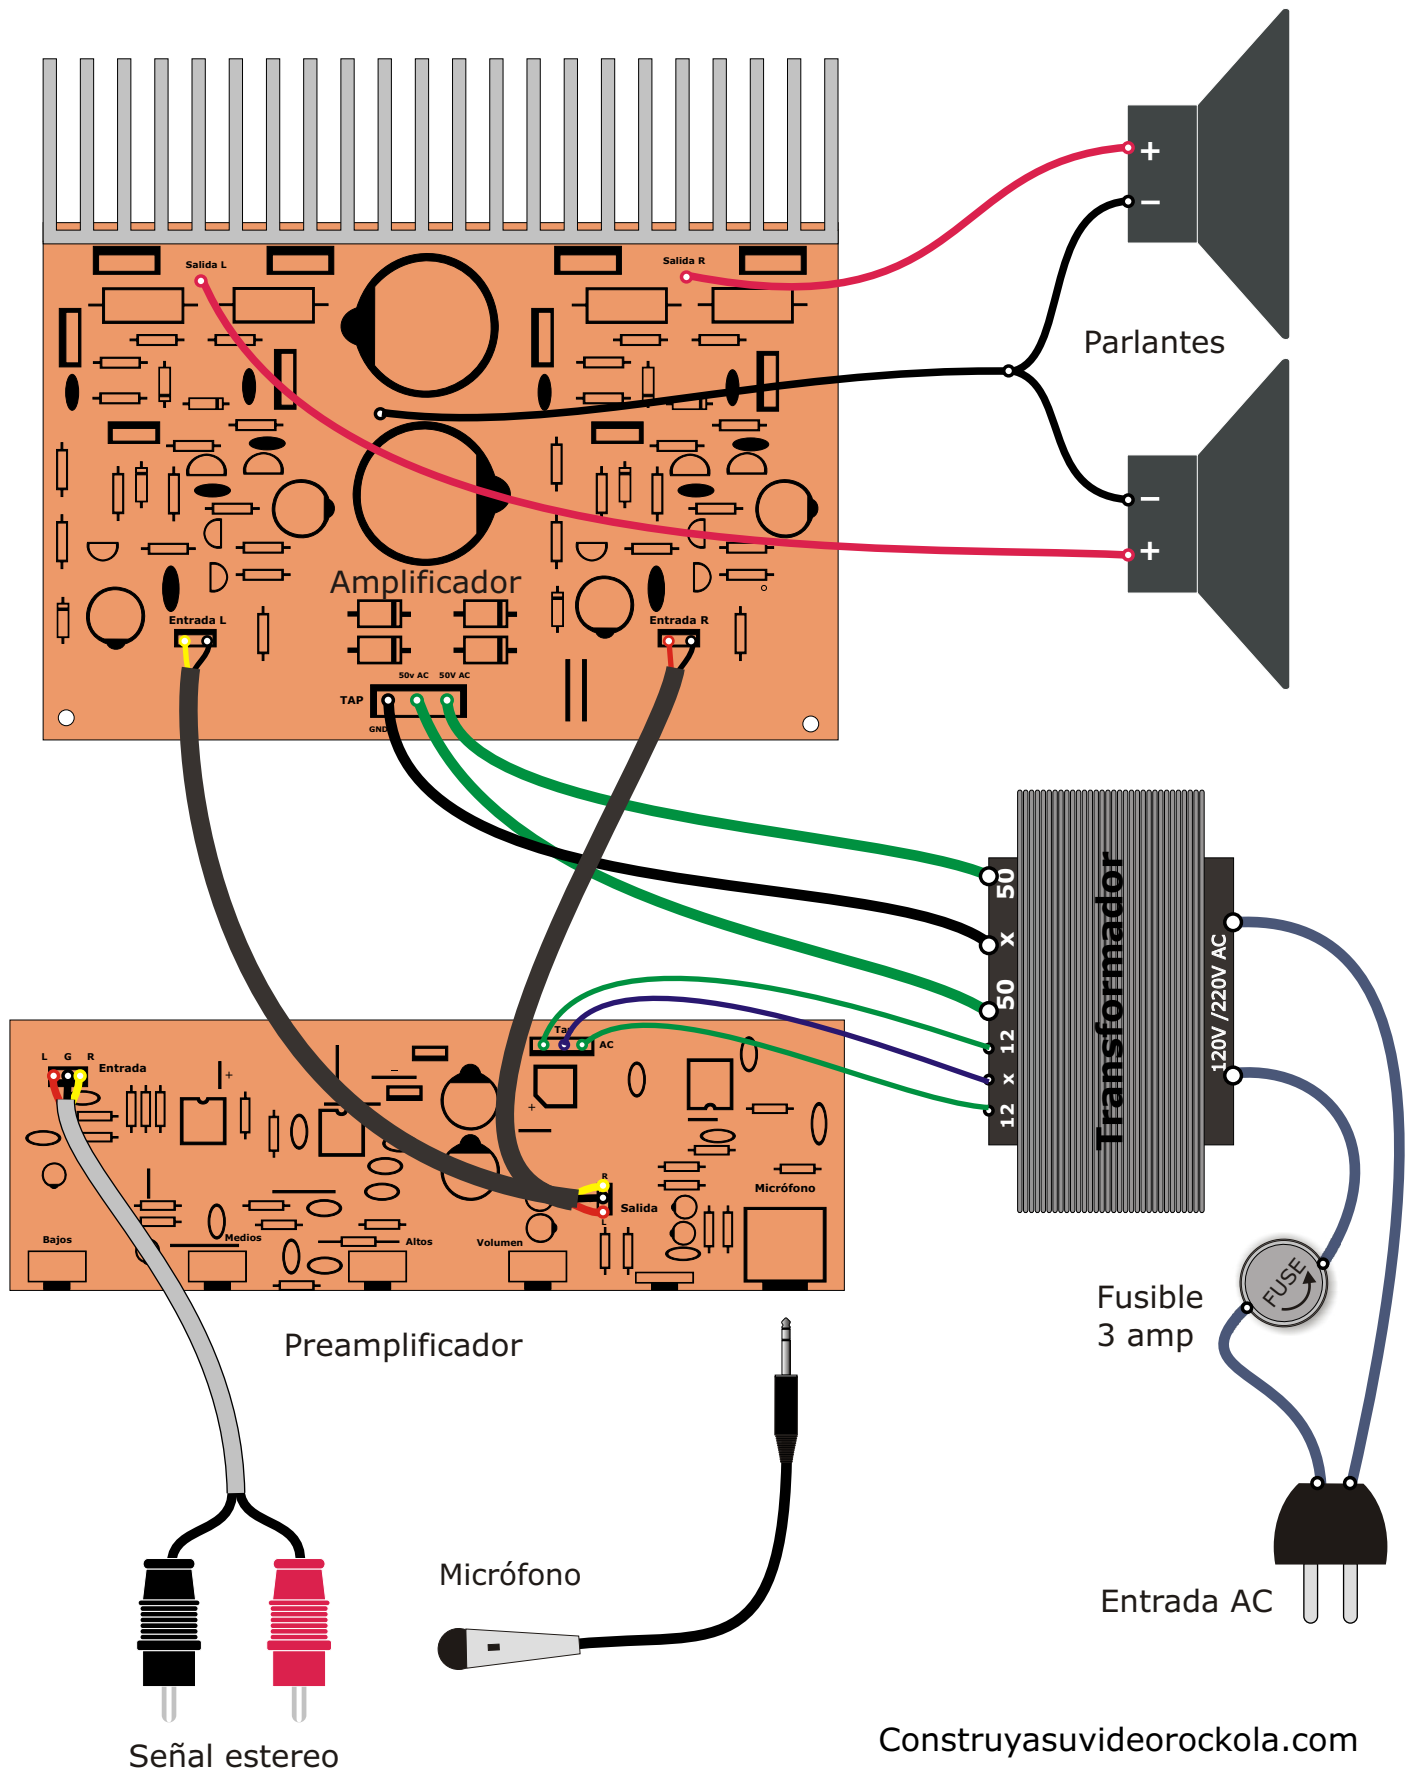 Salida L
Salida R
+
−
Parlantes
−
+
Amplificador
Entrada L
Entrada R
50v AC
50V AC
TAP
GND
50
x
50
12
x
12
Transformador
120V /220V AC
L G R
Entrada
+
−
AC
+
R
Salida
L
Micrófono
Bajos
Medios
Altos
Volumen
Preamplificador
FUSE
Fusible
3 amp
Micrófono
Entrada AC
Señal estereo
Construyasuvideorockola.com